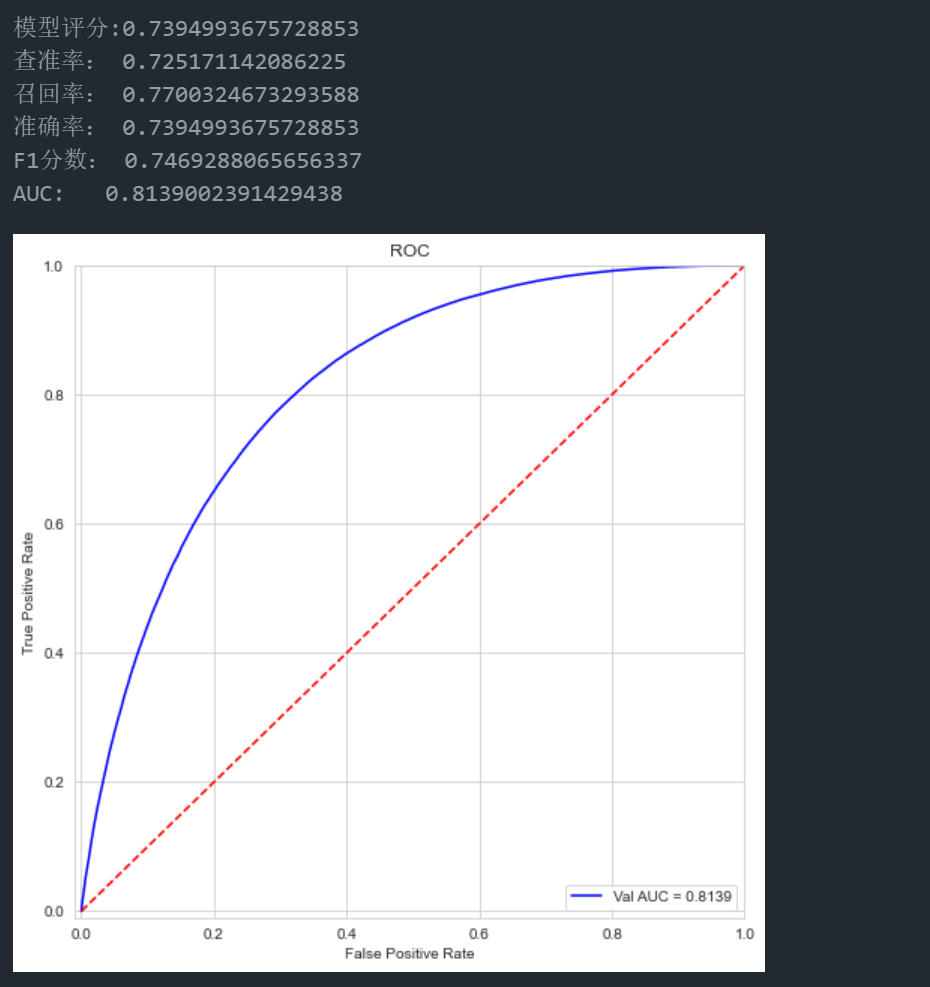 模型评分:0.7394993675728853
查准率： 0.725171142086225
召回率： 0.7700324673293588
准确率： 0.7394993675728853
F1分数： 0.7469288065656337
AUC: 0.8139002391429438
ROC
1.0
0.8
0.6
0.4
0.2
0.0
True Positive Rate
Val AUC = 0.8139
0.0 0.2 0.4 0.6 0.8 1.0
False Positive Rate